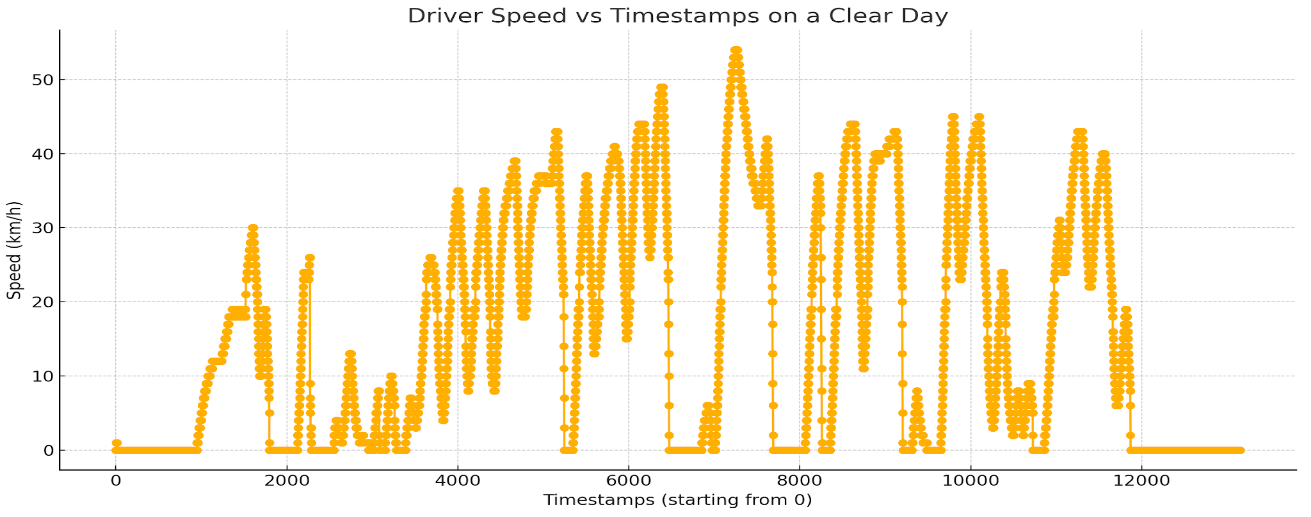 Driver Speed vs Timestamps on a Clear Day
Speed (km/h)
50
40
30
20
10
0
0 2000 4000 6000 8000 10000 12000
Timestamps (starting from 0)